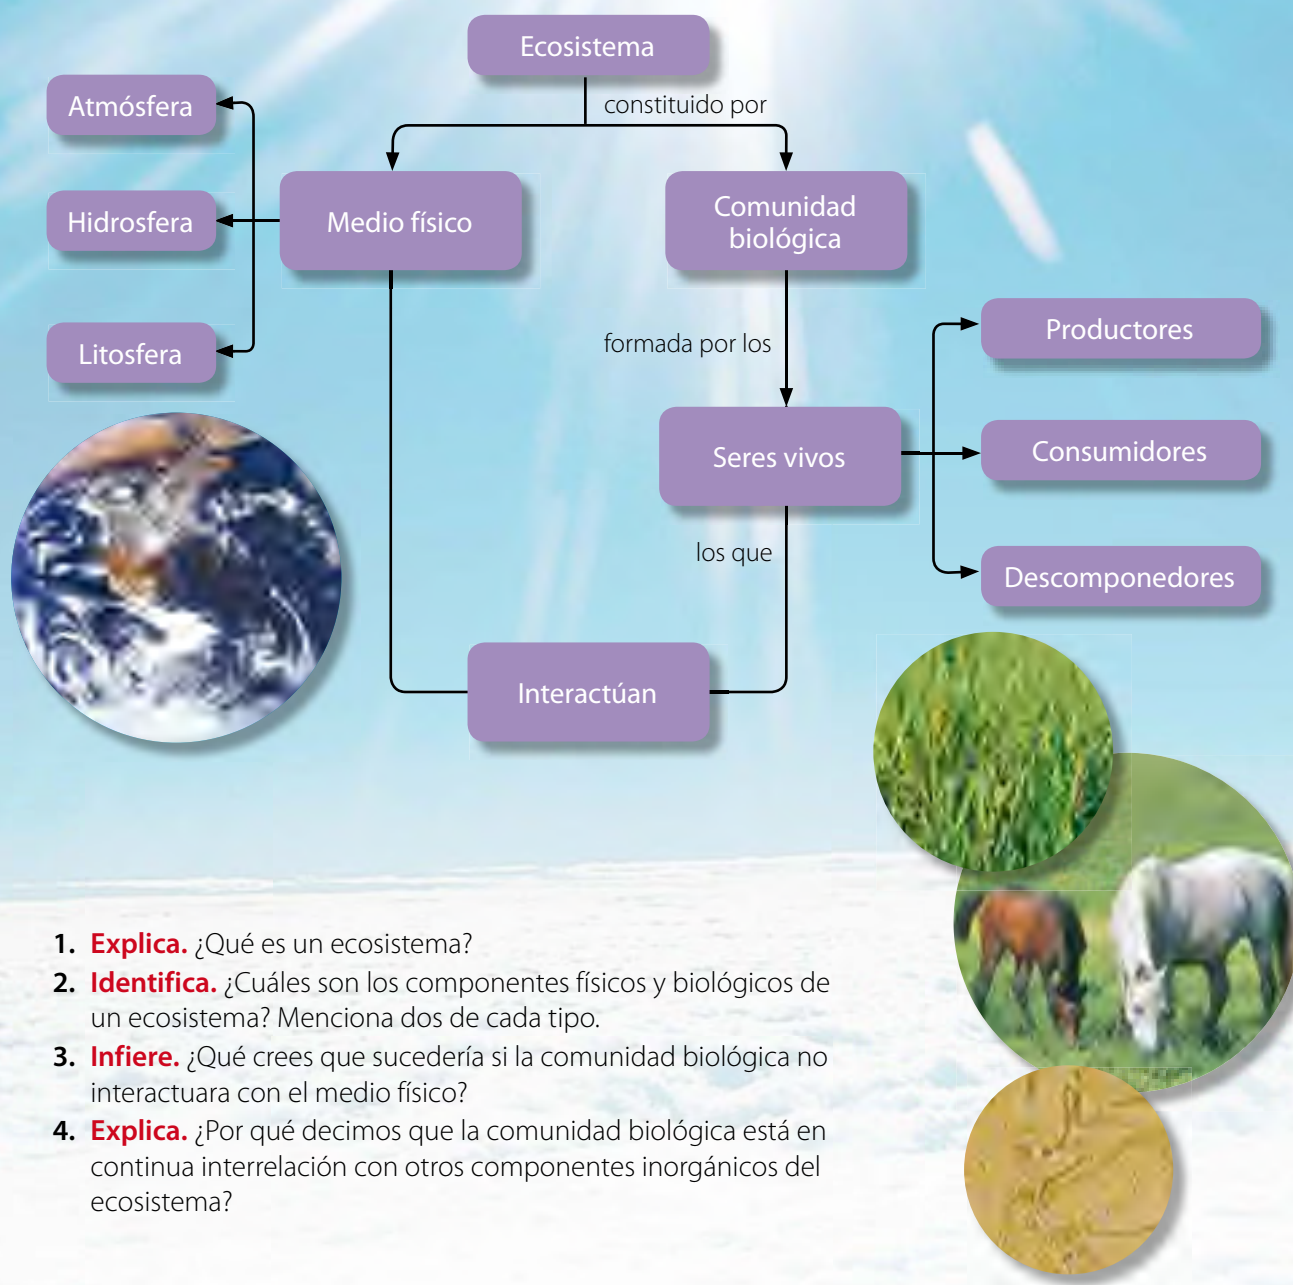 Ecosistema
constituido por
Atmósfera
Hidrosfera
Litosfera
Medio físico
Comunidad
biológica
formada por los
Seres vivos
Productores
Consumidores
Descomponedores
los que
Interactúan
1. Explica. ¿Qué es un ecosistema?
2. Identifica. ¿Cuáles son los componentes físicos y biológicos de
un ecosistema? Menciona dos de cada tipo.
3. Infiere. ¿Qué crees que sucedería si la comunidad biológica no
interactuara con el medio físico?
4. Explica. ¿Por qué decimos que la comunidad biológica está en
continua interrelación con otros componentes inorgánicos del
ecosistema?